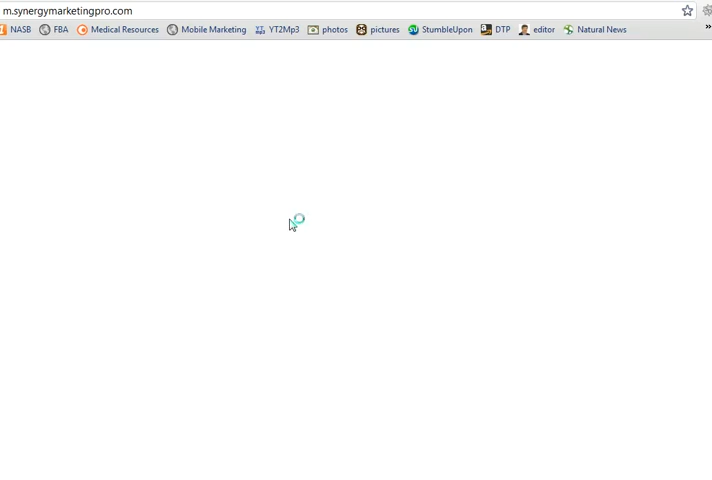 m.synergymarketingpro.com
NASB FBA Medical Resources Mobile Marketing YT2Mp3 photos pictures StumbleUpon DTP editor Natural News »